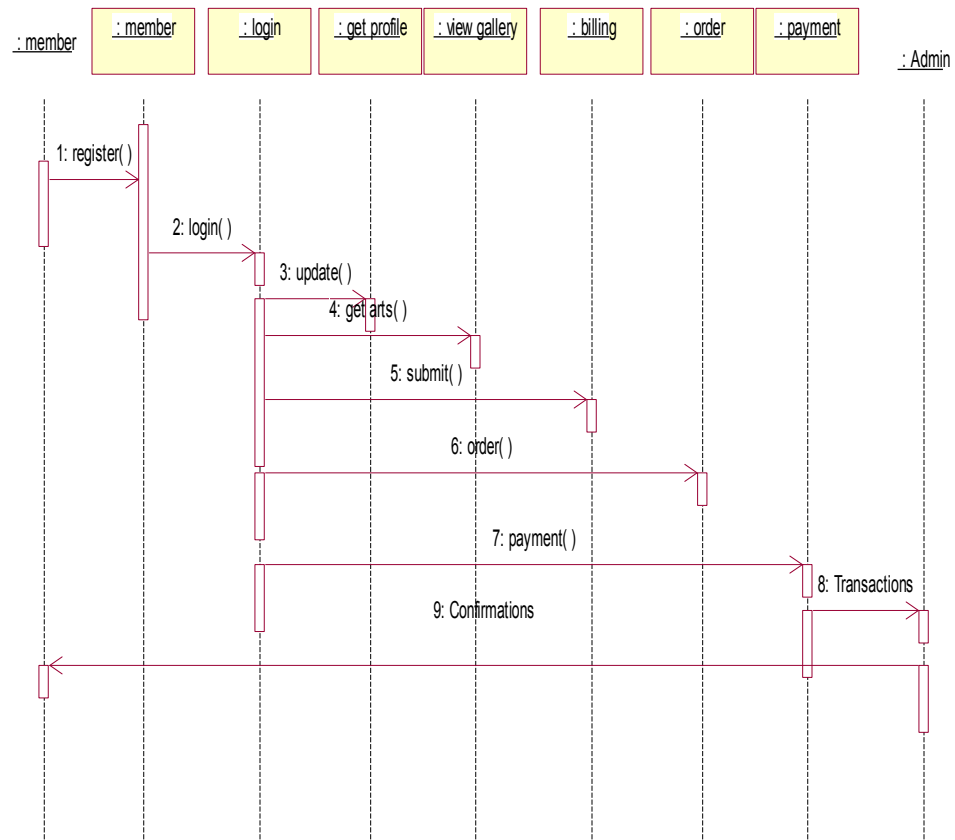 : member
: member
: login
: get profile
: view gallery
: billing
: order
: payment
: Admin
1: register( )
2: login( )
3: update( )
4: get arts( )
5: submit( )
6: order( )
7: payment( )
8: Transactions
9: Confirmations